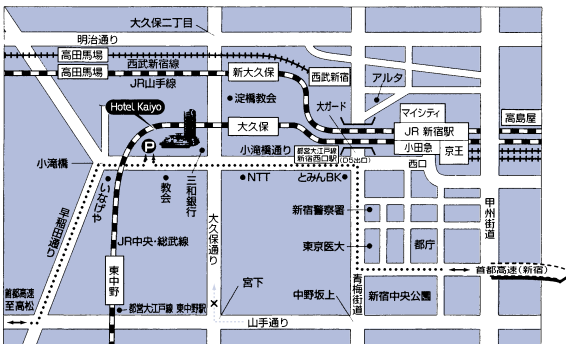 大久保二丁目
明治通り
高田馬場
西武新宿線
高田馬場
JR山手線
新大久保
西武新宿
アルタ
淀橋教会
大ガード
マイシティ
高島屋
Hotel Kaiyo
大久保
JR 新宿駅
小田急
京王
小滝橋通り
都営大江戸線
新宿西口駅
(D5出口)
西口
小滝橋
P
いなげや
教会
三和銀行
NTT
とみんBK
早稲田通り
大久保通り
新宿警察署
甲州街道
JR中央・総武線
東京医大
都庁
東中野
首都高速(新宿)
首都高速
至高松
宮下
中野坂上
青梅街道
新宿中央公園
都営大江戸線 東中野駅
山手通り